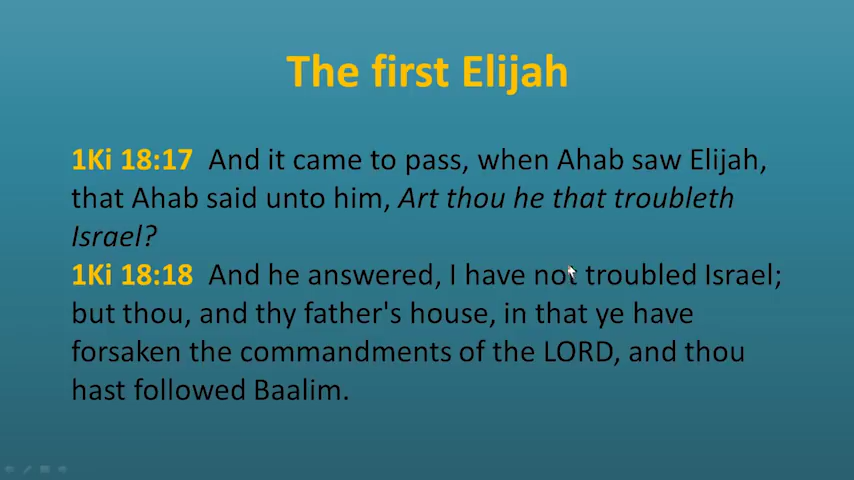 The first Elijah
1Ki 18:17 And it came to pass, when Ahab saw Elijah,
that Ahab said unto him, Art thou he that troubleth
Israel?
1Ki 18:18 And he answered, I have not troubled Israel;
but thou, and thy father's house, in that ye have
forsaken the commandments of the LORD, and thou
hast followed Baalim.